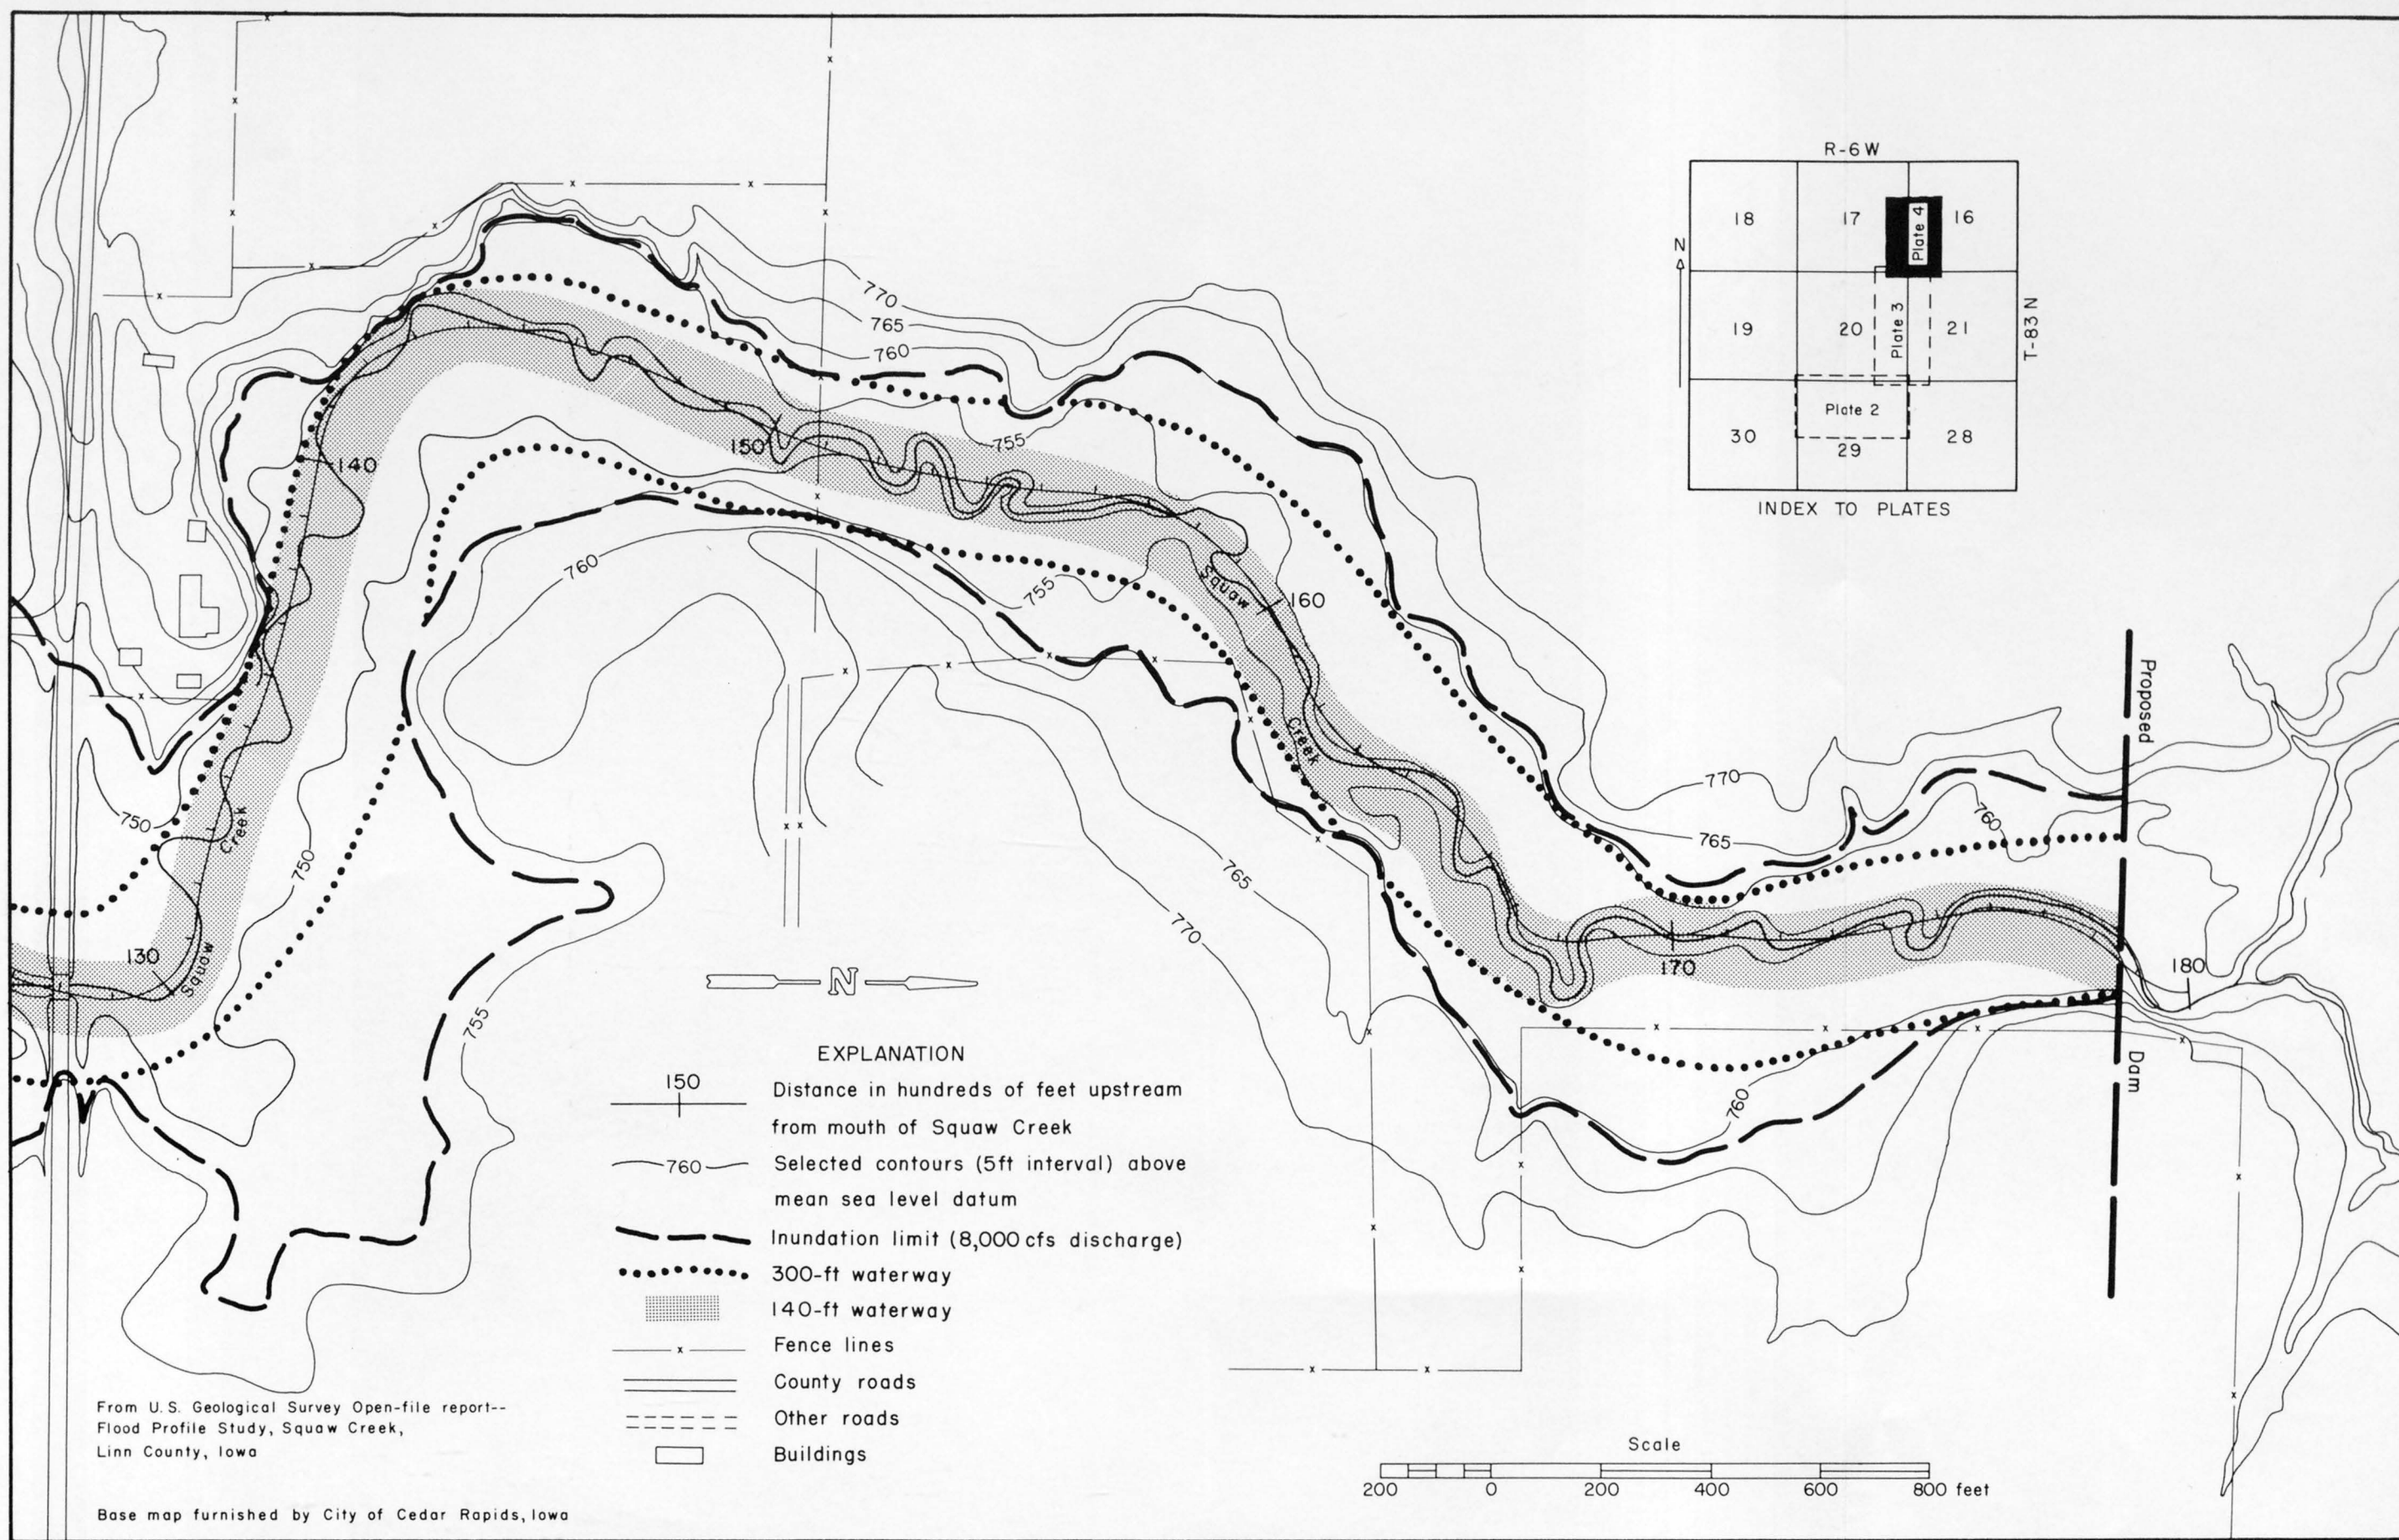 R-6W
18
17
16
Plate 4
N
19
20
21
Plate 3
T-83N
Plate 2
30
29
28
INDEX TO PLATES
770
765
760
755
150
140
760
755
Squaw
160
Creek
Proposed
770
765
760
750
Creek
750
765
770
130
Squaw
755
170
180
760
Dam
N
EXPLANATION
150
Distance in hundreds of feet upstream
from mouth of Squaw Creek
760
Selected contours (5ft interval) above
mean sea level datum
Inundation limit (8,000 cfs discharge)
300-ft waterway
140-ft waterway
x
Fence lines
County roads
Other roads
Buildings
From U.S. Geological Survey Open-file report--
Flood Profile Study, Squaw Creek,
Linn County, Iowa
Base map furnished by City of Cedar Rapids, Iowa
Scale
200 0 200 400 600 800 feet